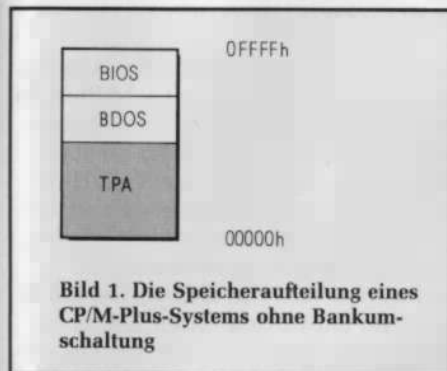 0FFFFh
BIOS
BDOS
TPA
00000h
Bild 1. Die Speicheraufteilung eines
CP/M-Plus-Systems ohne Bankum-
schaltung